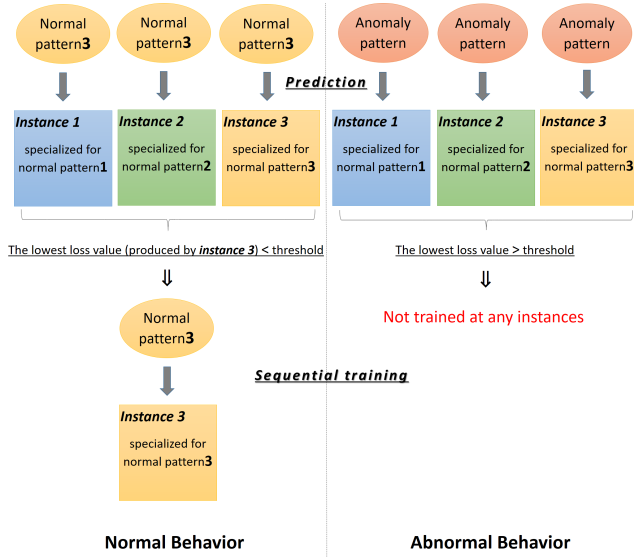 Normal
pattern3
Normal
pattern3
Normal
pattern3
Anomaly
pattern
Anomaly
pattern
Anomaly
pattern
Prediction
Instance 1
specialized for
normal pattern1
Instance 2
specialized for
normal pattern2
Instance 3
specialized for
normal pattern3
Instance 1
specialized for
normal pattern1
Instance 2
specialized for
normal pattern2
Instance 3
specialized for
normal pattern3
The lowest loss value (produced by instance 3) < threshold
The lowest loss value > threshold
⇓
⇓
Normal
pattern3
Not trained at any instances
Sequential training
Instance 3
specialized for
normal pattern3
Normal Behavior
Abnormal Behavior